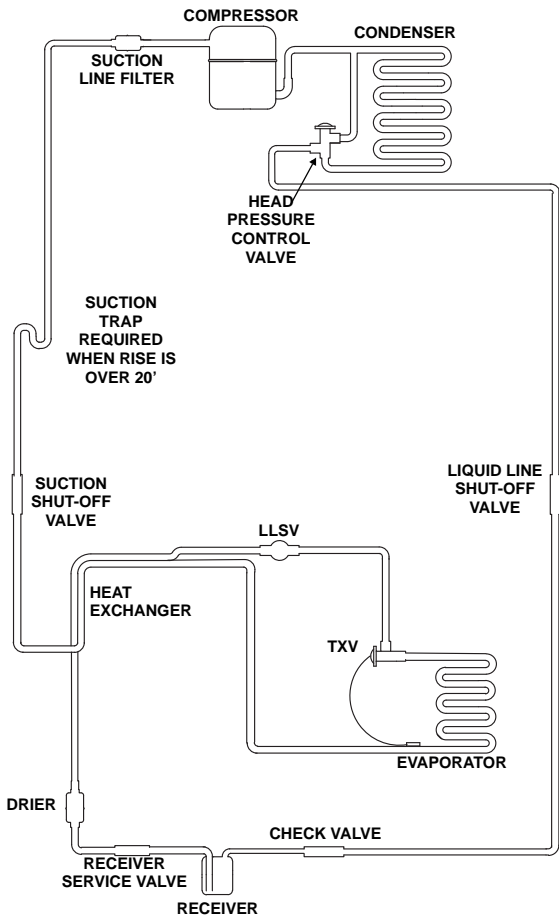 COMPRESSOR
CONDENSER
SUCTION
LINE FILTER
HEAD
PRESSURE
CONTROL
VALVE
SUCTION
TRAP
REQUIRED
WHEN RISE IS
OVER 20'
SUCTION
SHUT-OFF
VALVE
LIQUID LINE
SHUT-OFF
VALVE
LLSV
HEAT
EXCHANGER
TXV
EVAPORATOR
DRIER
CHECK VALVE
RECEIVER
SERVICE VALVE
RECEIVER